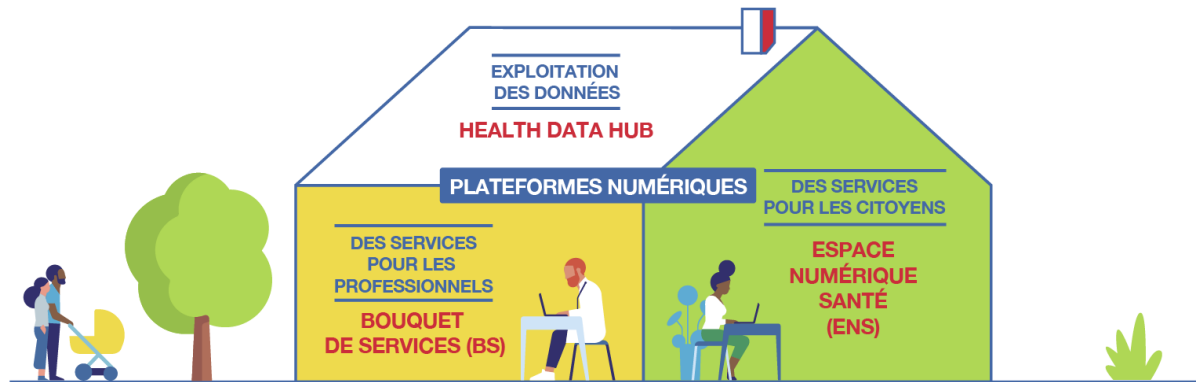 EXPLOITATION
DES DONNÉES
HEALTH DATA HUB
PLATEFORMES NUMÉRIQUES
DES SERVICES
POUR LES
PROFESSIONNELS
BOUQUET
DE SERVICES (BS)
DES SERVICES
POUR LES CITOYENS
ESPACE
NUMÉRIQUE
SANTÉ
(ENS)